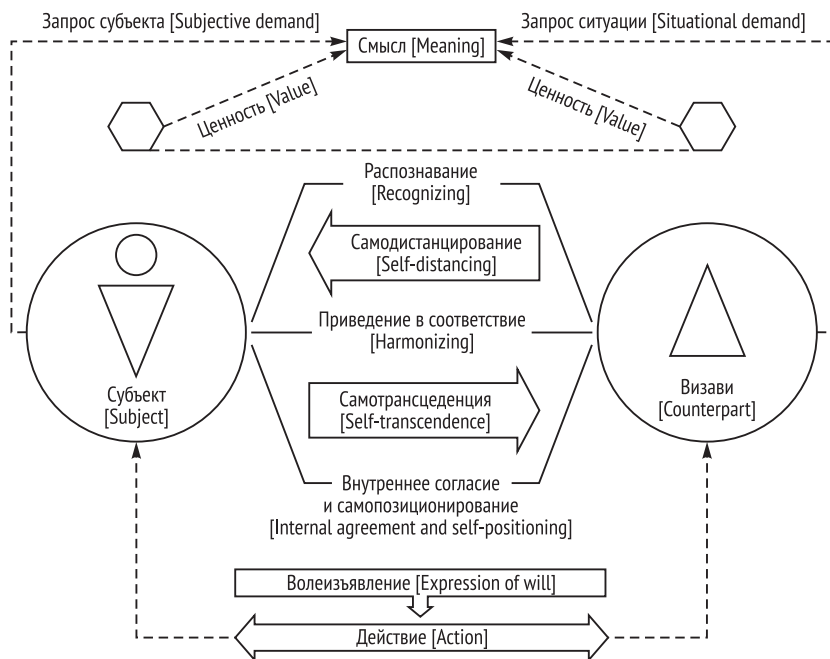 Запрос субъекта [Subjective demand]
Запрос ситуации [Situational demand]
Смысл [Meaning]
Ценность [Value]
Ценность [Value]
Распознавание
[Recognizing]
Самодистанцирование
[Self-distancing]
Приведение в соответствие
[Harmonizing]
Субъект
[Subject]
Самотрансцеденция
[Self-transcendence]
Визави
[Counterpart]
Внутреннее согласие
и самопозиционирование
[Internal agreement and self-positioning]
Волеизъявление [Expression of will]
Действие [Action]